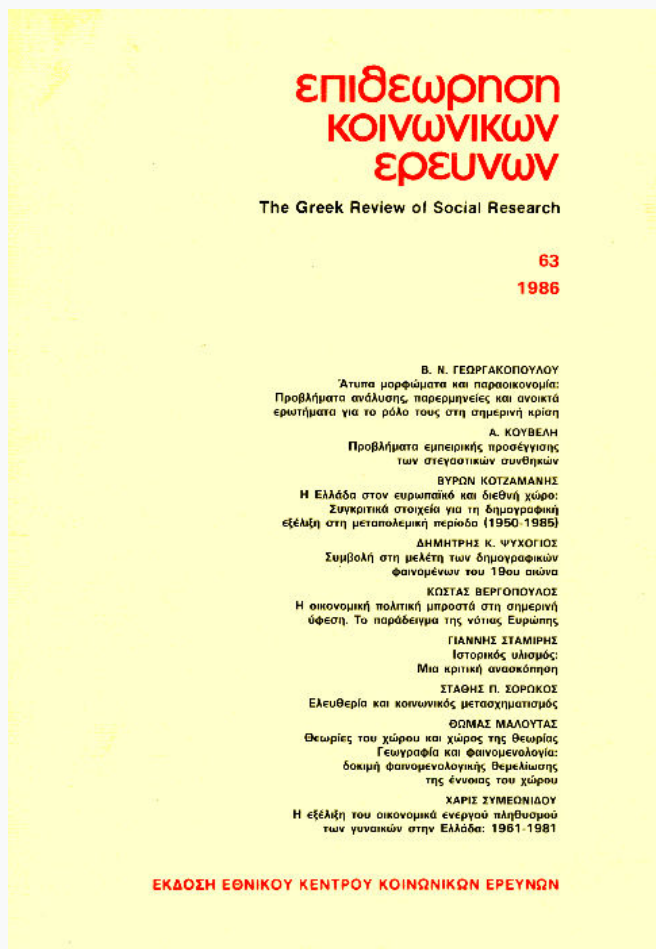 επιθεωρηση
κοινωνικων
ερευνων
The Greek Review of Social Research
63
1986
Β. Ν. ΓΕΩΡΓΑΚΟΠΟΥΛΟΥ
Άτυπα μορφώματα και παραοικονομία:
Προβλήματα ανάλυσης, παρερμηνείες και ανοικτά
ερωτήματα για το ρόλο τους στη σημερινή κρίση
Α. ΚΟΥΒΕΛΗ
Προβλήματα εμπειρικής προσέγγισης
των στεγαστικών συνθηκών
ΒΥΡΩΝ ΚΟΤΖΑΜΑΝΗΣ
Η Ελλάδα στον ευρωπαϊκό και διεθνή χώρο:
Συγκριτικά στοιχεία για τη δημογραφική
εξέλιξη στη μεταπολεμική περίοδο (1950-1985)
ΔΗΜΗΤΡΗΣ Κ. ΨΥΧΟΓΙΟΣ
Συμβολή στη μελέτη των δημογραφικών
φαινομένων του 19ου αιώνα
ΚΩΣΤΑΣ ΒΕΡΓΟΠΟΥΛΟΣ
Η οικονομική πολιτική μπροστά στη σημερινή
ύφεση. Το παράδειγμα της νότιας Ευρώπης
ΓΙΑΝΝΗΣ ΣΤΑΜΙΡΗΣ
Ιστορικός υλισμός:
Μια κριτική ανασκόπηση
ΣΤΑΘΗΣ Π. ΣΟΡΩΚΟΣ
Ελευθερία και κοινωνικός μετασχηματισμός
ΘΩΜΑΣ ΜΑΛΟΥΤΑΣ
Θεωρίες του χώρου και χώρος της θεωρίας
Γεωγραφία και φαινομενολογία:
δοκιμή φαινομενολογικής θεμελίωσης
της έννοιας του χώρου
ΧΑΡΙΣ ΣΥΜΕΩΝΙΔΟΥ
Η εξέλιξη του οικονομικά ενεργού πληθυσμού
των γυναικών στην Ελλάδα: 1961-1981
ΕΚΔΟΣΗ ΕΘΝΙΚΟΥ ΚΕΝΤΡΟΥ ΚΟΙΝΩΝΙΚΩΝ ΕΡΕΥΝΩΝ